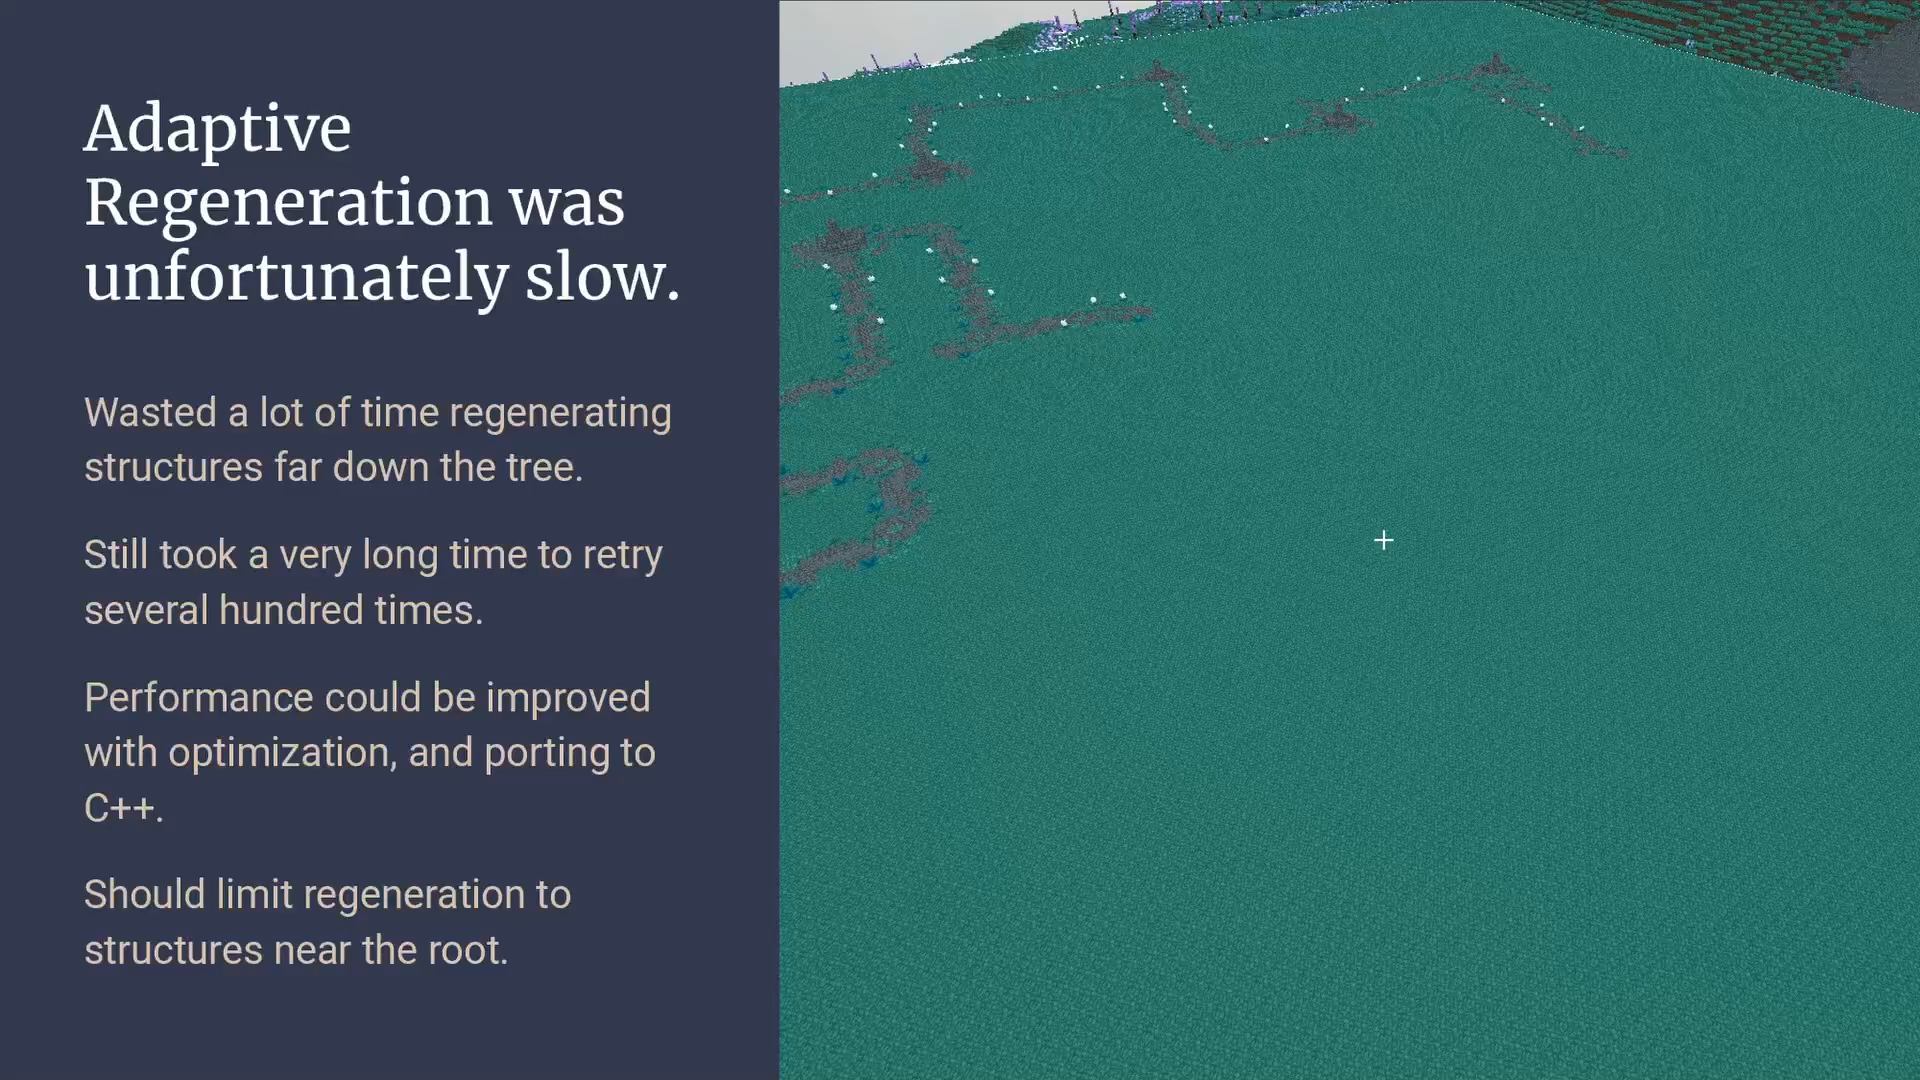 Adaptive
Regeneration was
unfortunately slow.
Wasted a lot of time regenerating
structures far down the tree.
Still took a very long time to retry
several hundred times.
Performance could be improved
with optimization, and porting to
C++.
Should limit regeneration to
structures near the root.